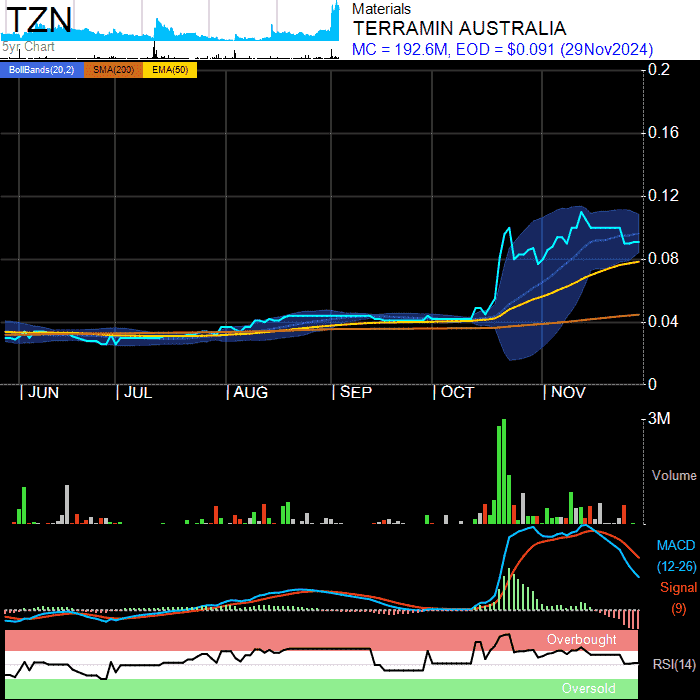 TZN
5yr Chart
Materials
TERRAMIN AUSTRALIA
MC = 192.6M, EOD = $0.091 (29Nov2024)
BollBands(20,2) SMA(200) EMA(50)
0.2
0.16
0.12
0.08
0.04
0
JUN JUL AUG SEP OCT NOV
3M
Volume
MACD
(12-26)
Signal
(9)
Overbought
RSI(14)
Oversold